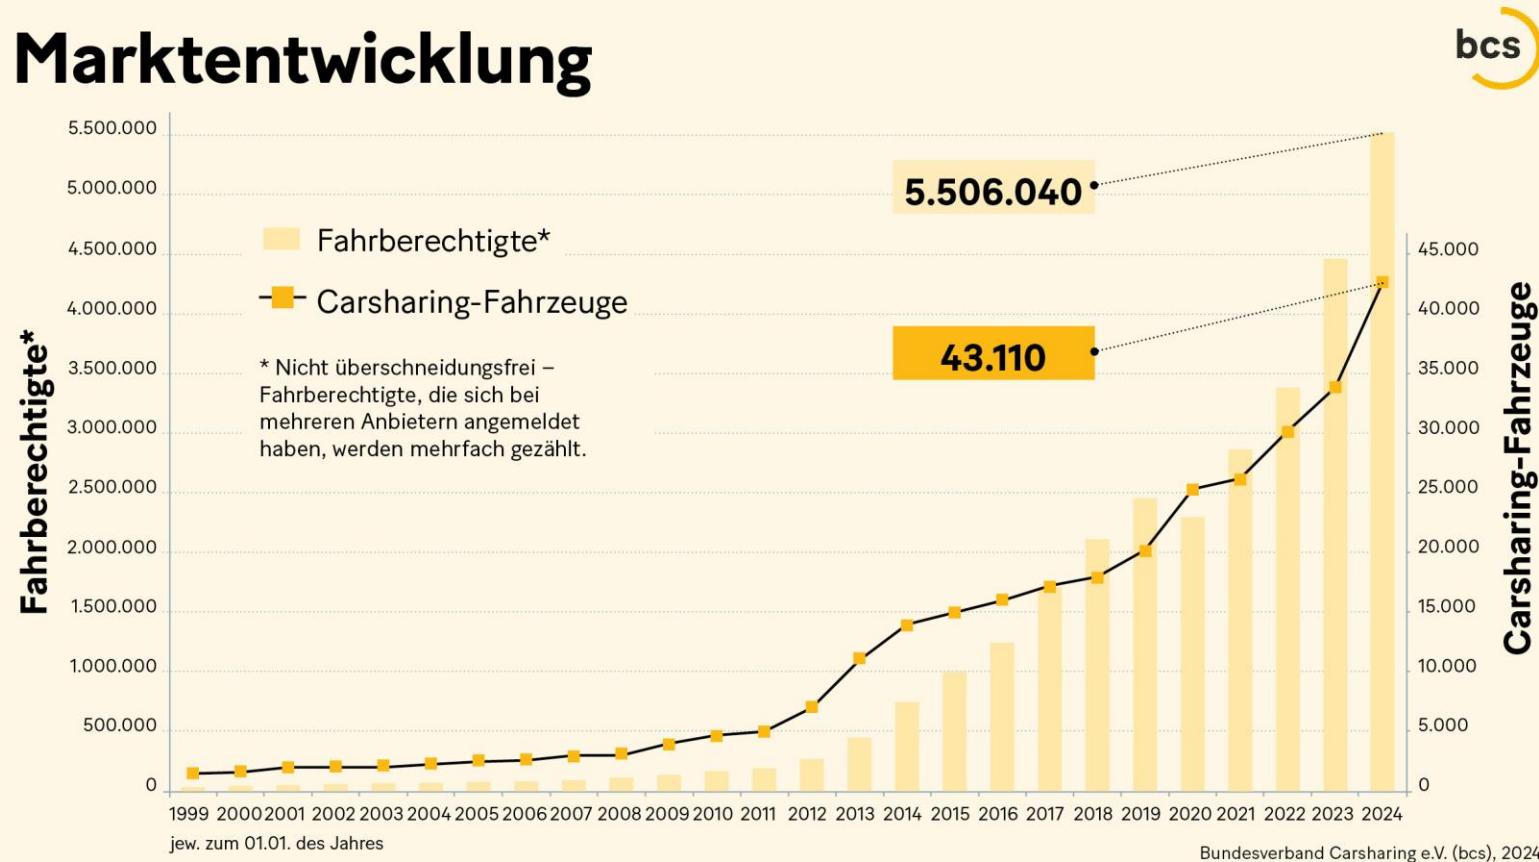 Marktentwicklung
bcs
Fahrberechtigte*
5.500.000
5.000.000
4.500.000
4.000.000
3.500.000
3.000.000
2.500.000
2.000.000
1.500.000
1.000.000
500.000
0
Fahrberechtigte*
Carsharing-Fahrzeuge
* Nicht überschneidungsfrei –
Fahrberechtigte, die sich bei
mehreren Anbietern angemeldet
haben, werden mehrfach gezählt.
5.506.040
43.110
45.000
40.000
35.000
30.000
25.000
20.000
15.000
10.000
5.000
0
Carsharing-Fahrzeuge
1999 2000 2001 2002 2003 2004 2005 2006 2007 2008 2009 2010 2011 2012 2013 2014 2015 2016 2017 2018 2019 2020 2021 2022 2023 2024
jew. zum 01.01. des Jahres
Bundesverband Carsharing e.V. (bcs), 2024